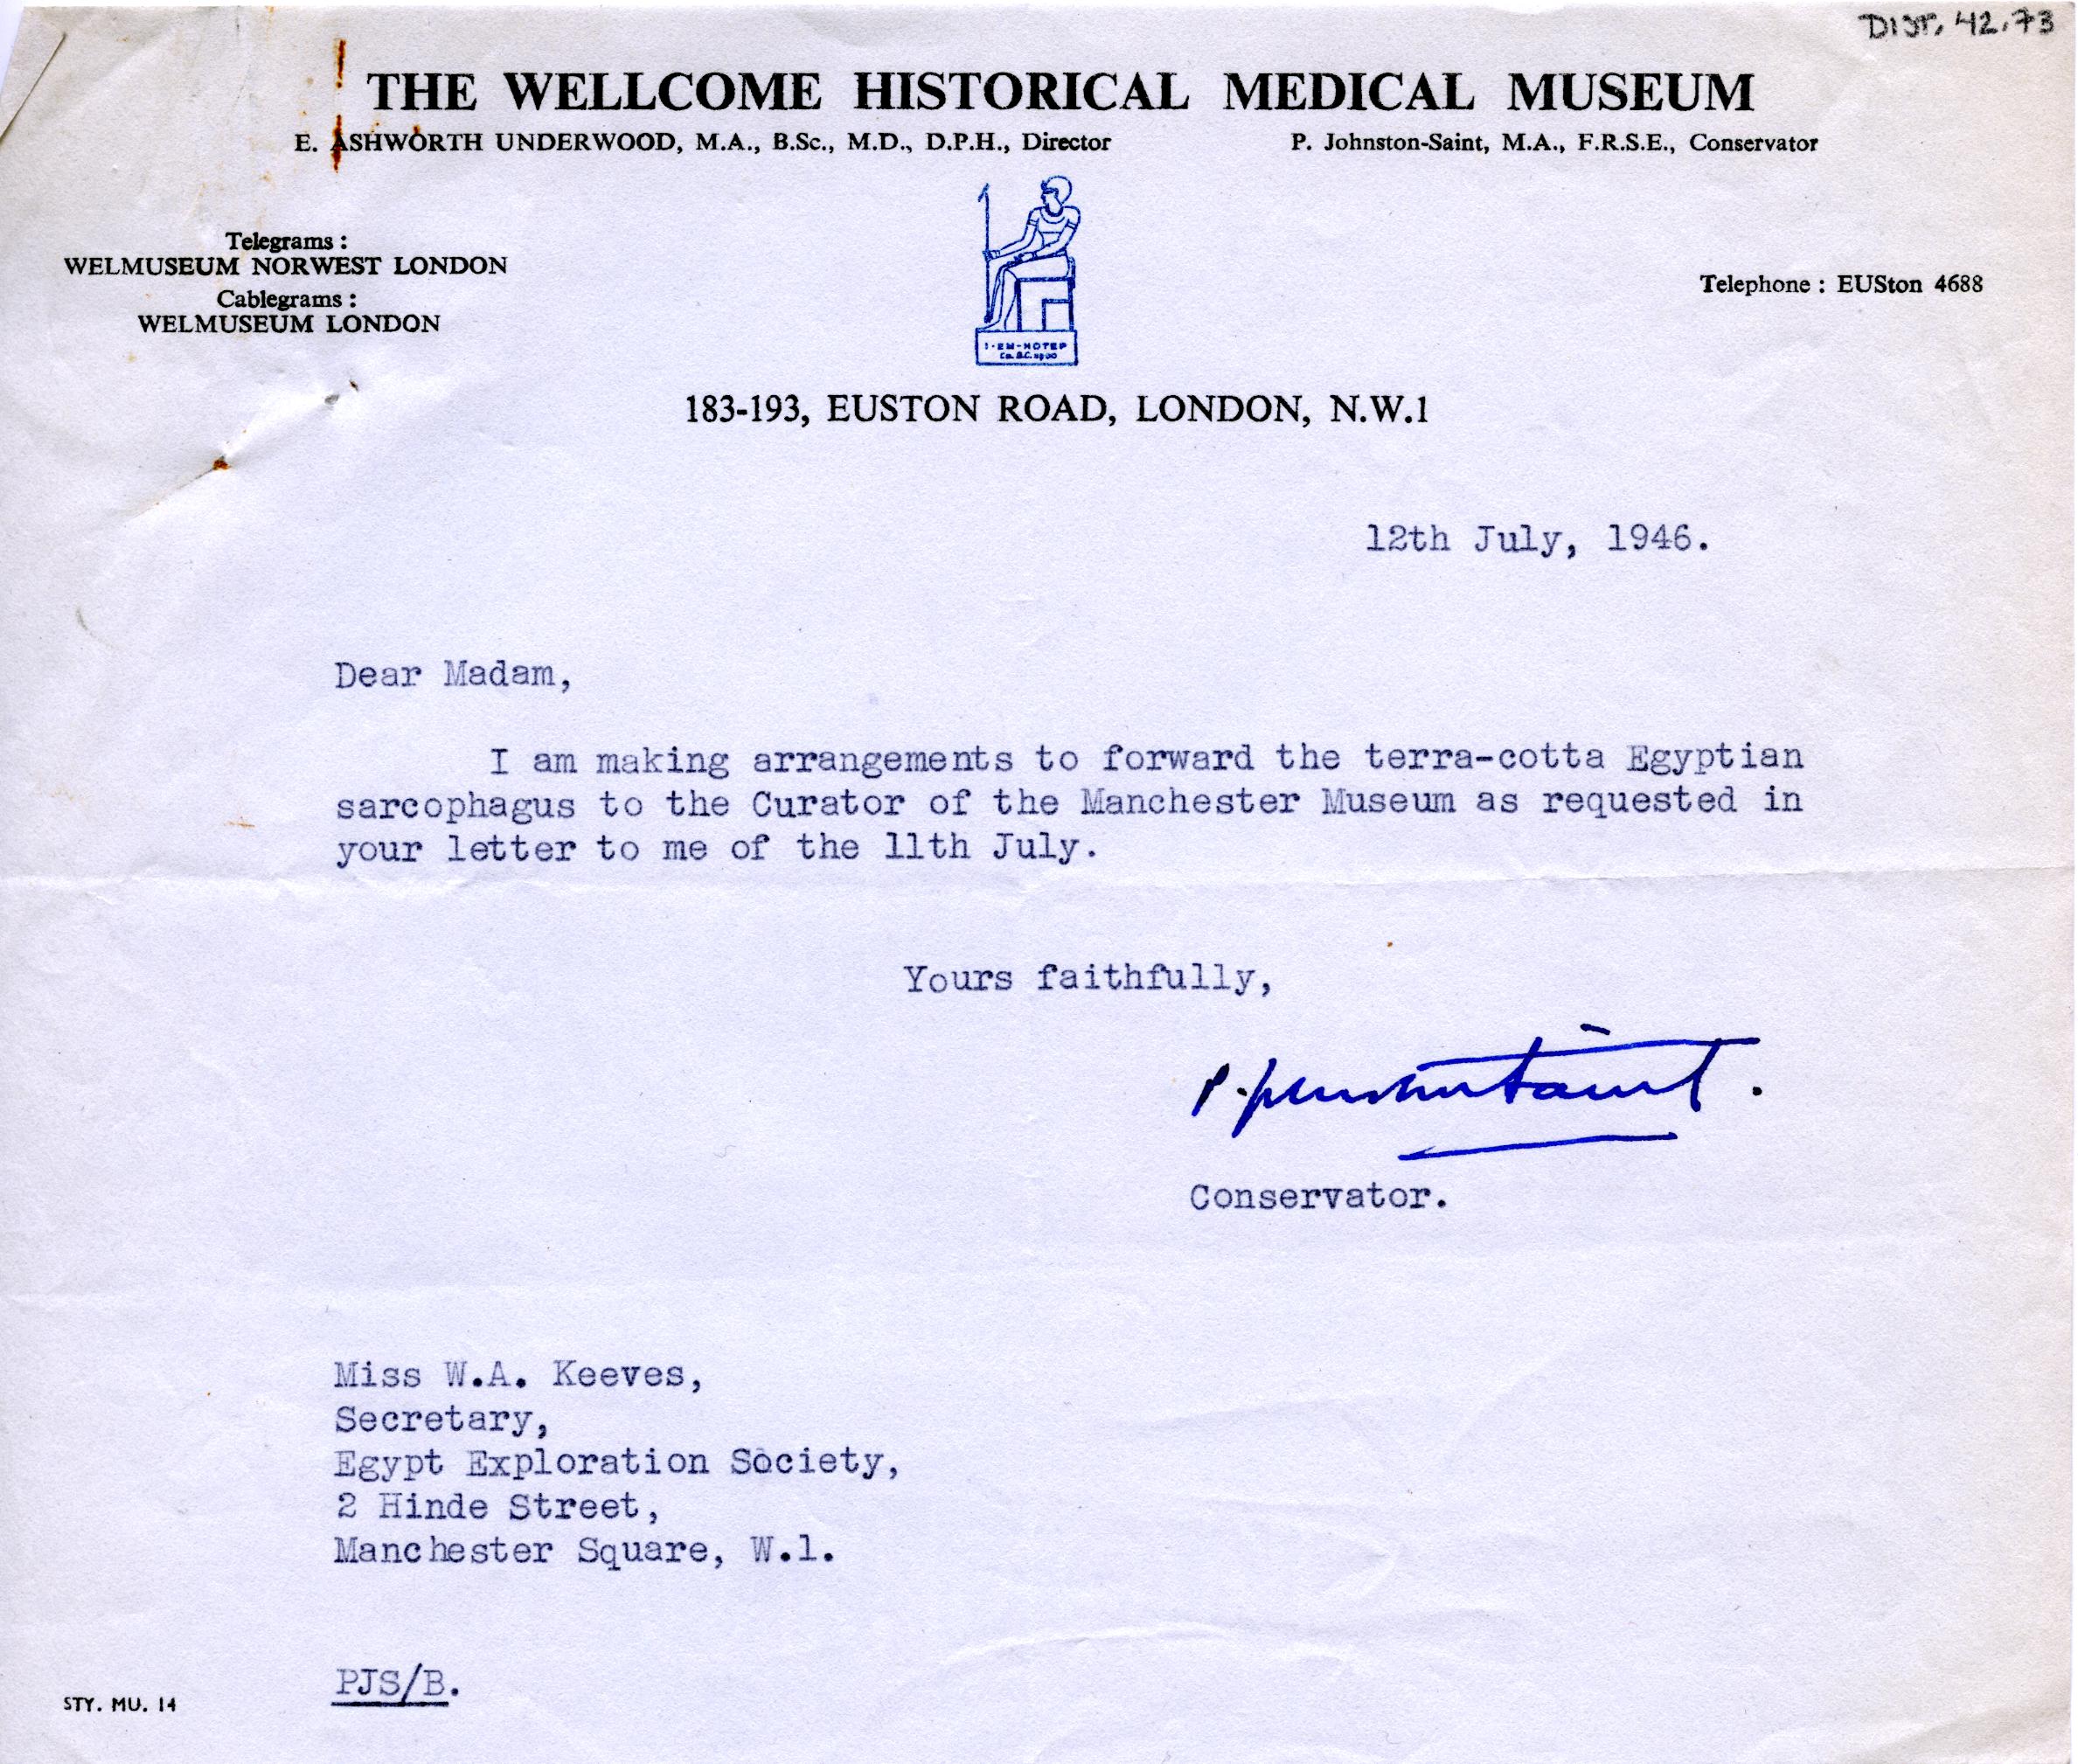 DIST. 42.73
THE WELLCOME HISTORICAL MEDICAL MUSEUM
E. ASHWORTH UNDERWOOD, M.A., B.Sc., M.D., D.P.H., Director
P. Johnston-Saint, M.A., F.R.S.E., Conservator
Telegrams :
WELMUSEUM NORWEST LONDON
Cablegrams :
WELMUSEUM LONDON
Telephone : EUSton 4688
I-EM-HOTEP
Ca. B.C.
183-193, EUSTON ROAD, LONDON, N.W.1
12th July, 1946.
Dear Madam,
I am making arrangements to forward the terra-cotta Egyptian
sarcophagus to the Curator of the Manchester Museum as requested in
your letter to me of the 11th July.
Yours faithfully,
P. Johnston-Saint.
Conservator.
Miss W.A. Keeves,
Secretary,
Egypt Exploration Society,
2 Hinde Street,
Manchester Square, W.1.
PJS/B.
STY. MU. 14